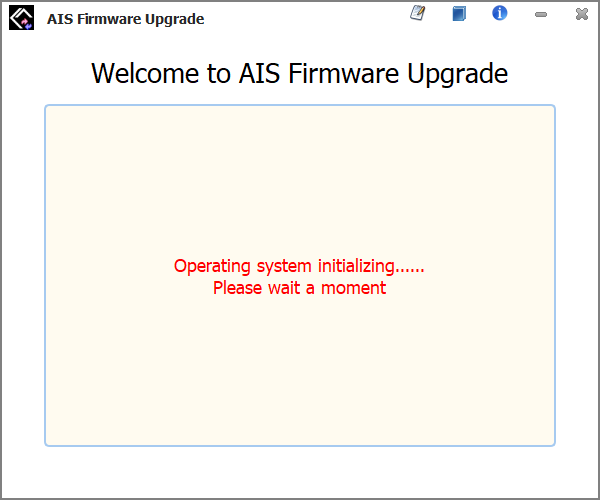 AIS Firmware Upgrade
Welcome to AIS Firmware Upgrade
Operating system initializing......
Please wait a moment